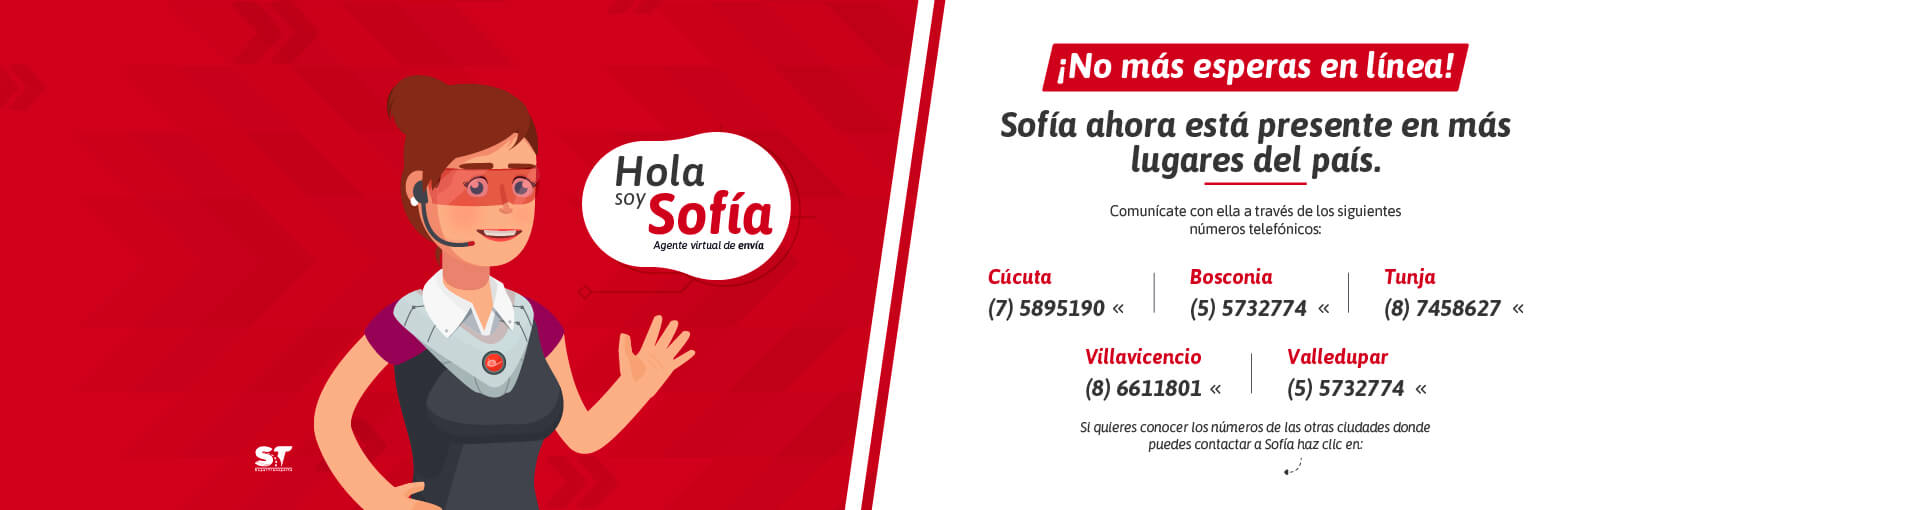 Hola
soy Sofía
Agente virtual de envía
ST
Supertransporte
¡No más esperas en línea!
Sofía ahora está presente en más
lugares del país.
Comunícate con ella a través de los siguientes
números telefónicos:
Cúcuta
(7) 5895190 «
Bosconia
(5) 5732774 «
Tunja
(8) 7458627 «
Villavicencio
(8) 6611801 «
Valledupar
(5) 5732774 «
Si quieres conocer los números de las otras ciudades donde
puedes contactar a Sofía haz clic en: